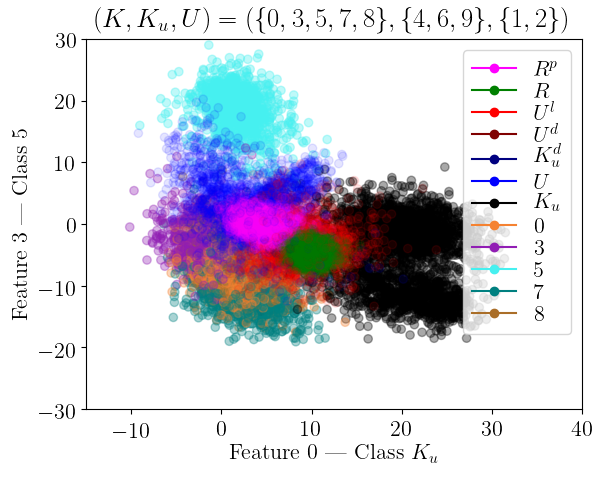 (K, K_u, U) = ({0, 3, 5, 7, 8}, {4, 6, 9}, {1, 2})
30
20
10
0
−10
−20
−30
−10
0
10
20
30
40
Feature 3 — Class 5
Feature 0 — Class K_u
R^p
R
U^l
U^d
K_u^d
U
K_u
0
3
5
7
8